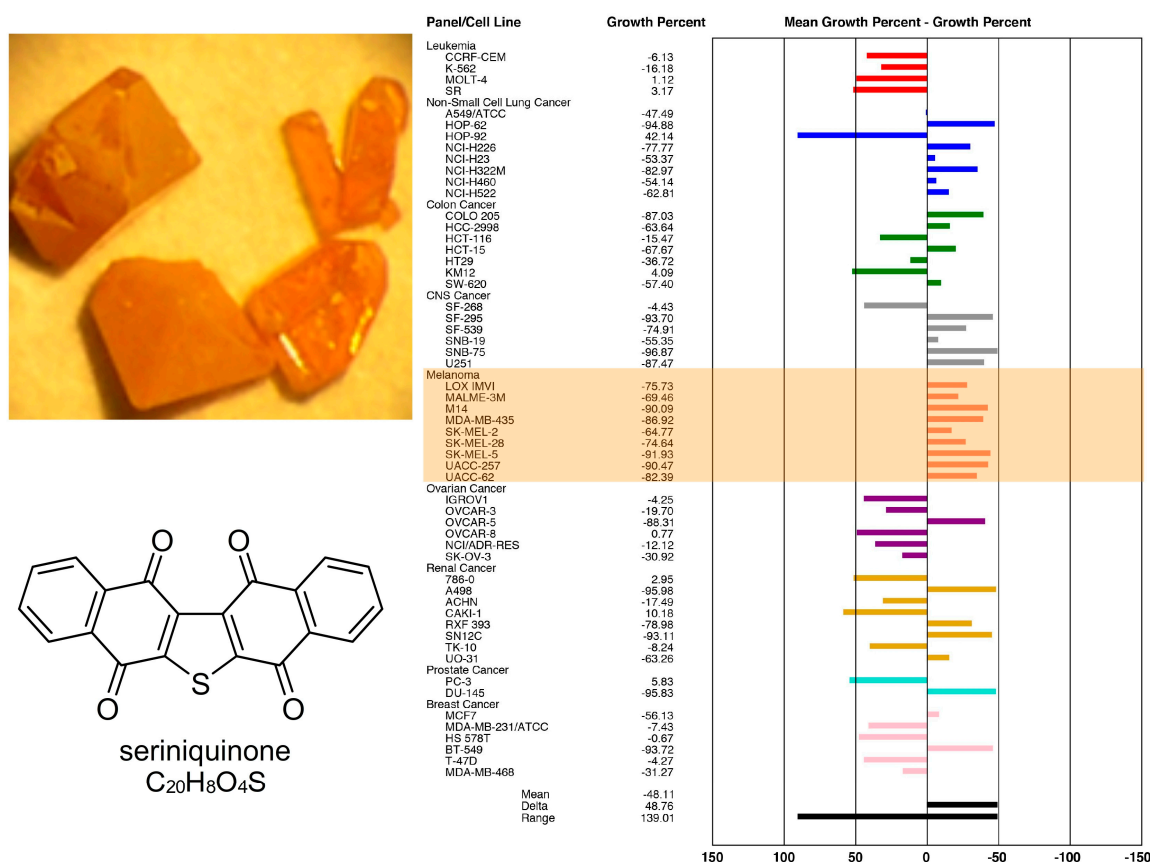 Panel/Cell Line Growth Percent Mean Growth Percent - Growth Percent
Leukemia
CCRF-CEM -6.13
K-562 -16.18
MOLT-4 1.12
SR 3.17
Non-Small Cell Lung Cancer
A549/ATCC -47.49
HOP-62 -94.88
HOP-92 42.14
NCI-H226 -77.77
NCI-H23 -53.37
NCI-H322M -82.97
NCI-H460 -54.14
NCI-H522 -62.81
Colon Cancer
COLO 205 -87.03
HCC-2998 -63.64
HCT-116 -15.47
HCT-15 -67.67
HT29 -36.72
KM12 4.09
SW-620 -57.40
CNS Cancer
SF-268 -4.43
SF-295 -93.70
SF-539 -74.91
SNB-19 -55.35
SNB-75 -96.87
U251 -87.47
Melanoma
LOX IMVI -75.73
MALME-3M -69.46
M14 -90.09
MDA-MB-435 -86.92
SK-MEL-2 -64.77
SK-MEL-28 -74.64
SK-MEL-5 -91.93
UACC-257 -90.47
UACC-62 -82.39
Ovarian Cancer
IGROV1 -4.25
OVCAR-3 -19.70
OVCAR-5 -88.31
OVCAR-8 0.77
NCI/ADR-RES -12.12
SK-OV-3 -30.92
Renal Cancer
786-0 2.95
A498 -95.98
ACHN -17.49
CAKI-1 10.18
RXF 393 -78.98
SN12C -93.11
TK-10 -8.24
UO-31 -63.26
Prostate Cancer
PC-3 5.83
DU-145 -95.83
Breast Cancer
MCF7 -56.13
MDA-MB-231/ATCC -7.43
HS 578T -0.67
BT-549 -93.72
T-47D -4.27
MDA-MB-468 -31.27
Mean -48.11
Delta 48.76
Range 139.01
150 100 50 0 -50 -100 -150
O O
S
O O
seriniquinone
C₂₀H₈O₄S